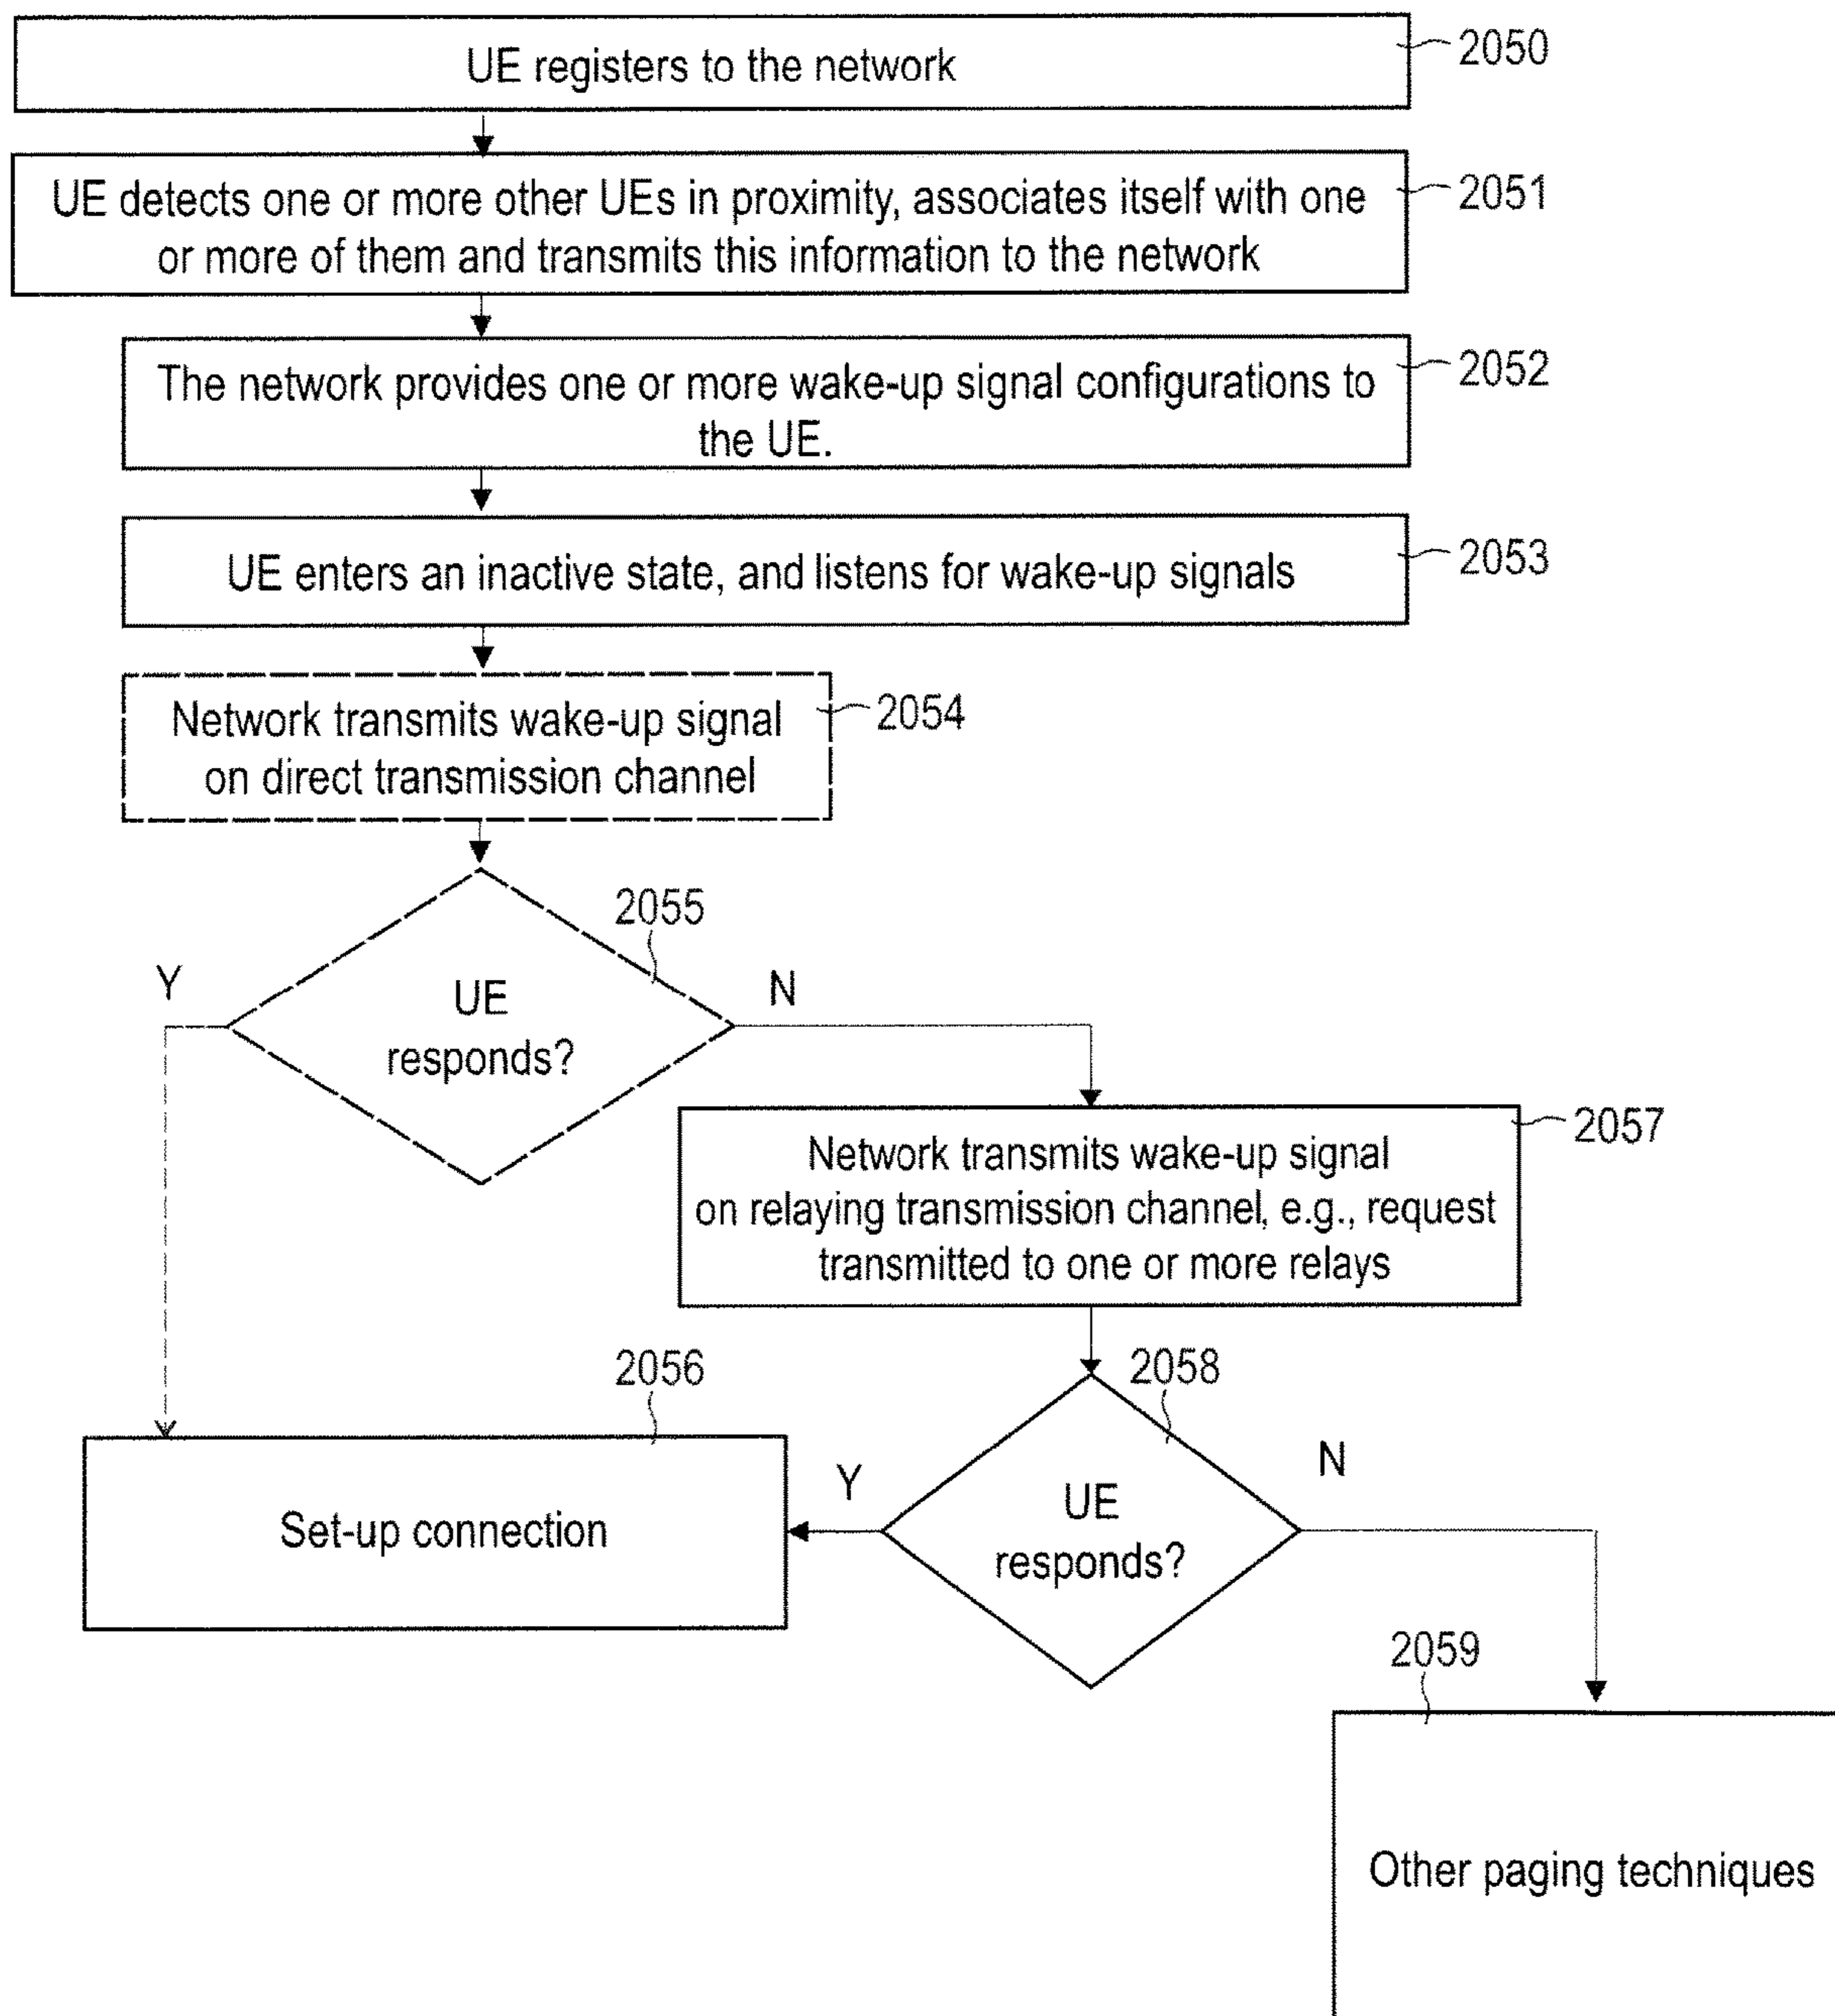 UE registers to the network
2050
UE detects one or more other UEs in proximity, associates itself with one
or more of them and transmits this information to the network
2051
The network provides one or more wake-up signal configurations to
the UE.
2052
UE enters an inactive state, and listens for wake-up signals
2053
Network transmits wake-up signal
on direct transmission channel
2054
2055
Y
UE
responds?
N
Network transmits wake-up signal
on relaying transmission channel, e.g., request
transmitted to one or more relays
2057
2056
Set-up connection
2058
Y
UE
responds?
N
2059
Other paging techniques